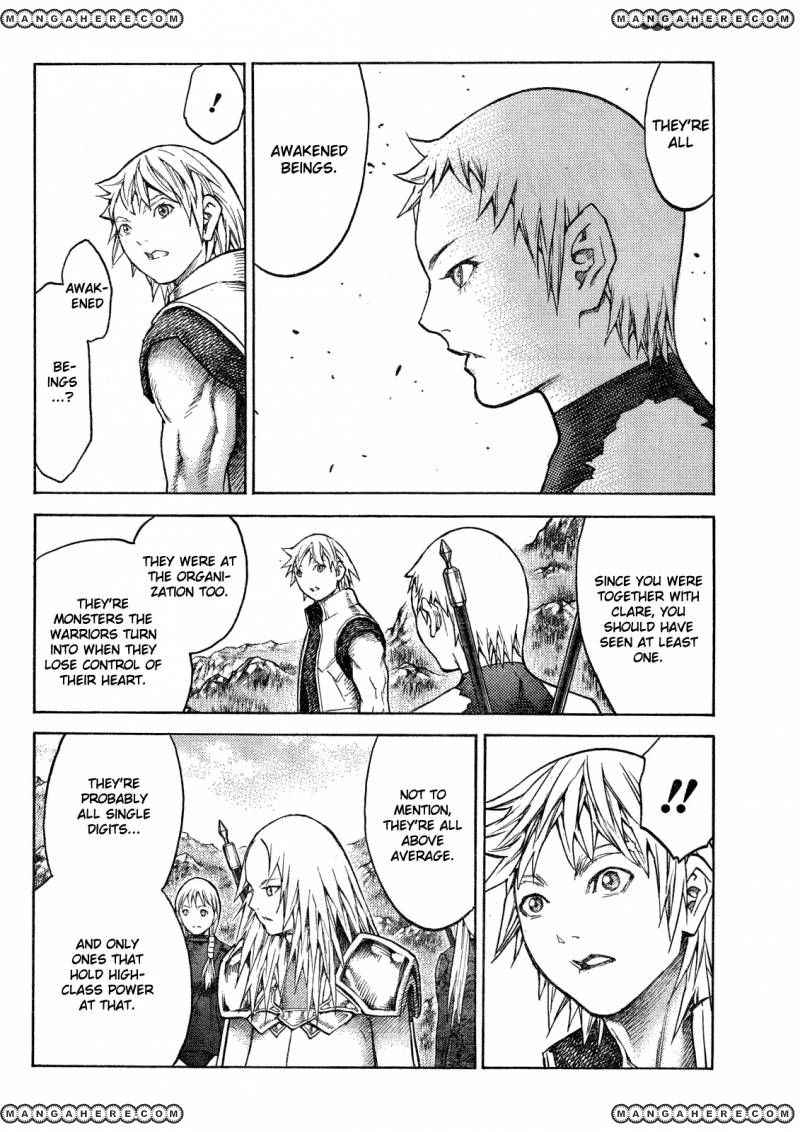 MANGAHERE.COM
MANGAHERE.COM
THEY'RE
ALL
AWAKENED
BEINGS.
!
AWAK-
ENED
BE-
INGS
...?
SINCE YOU WERE
TOGETHER WITH
CLARE, YOU
SHOULD HAVE
SEEN AT LEAST
ONE.
THEY WERE AT
THE ORGANI-
ZATION TOO.
THEY'RE
MONSTERS THE
WARRIORS TURN
INTO WHEN THEY
LOSE CONTROL OF
THEIR HEART.
!!
NOT TO
MENTION,
THEY'RE ALL
ABOVE
AVERAGE.
THEY'RE
PROBABLY
ALL SINGLE
DIGITS...
AND ONLY
ONES THAT
HOLD HIGH-
CLASS POWER
AT THAT.
MANGAHERE.COM
MANGAHERE.COM